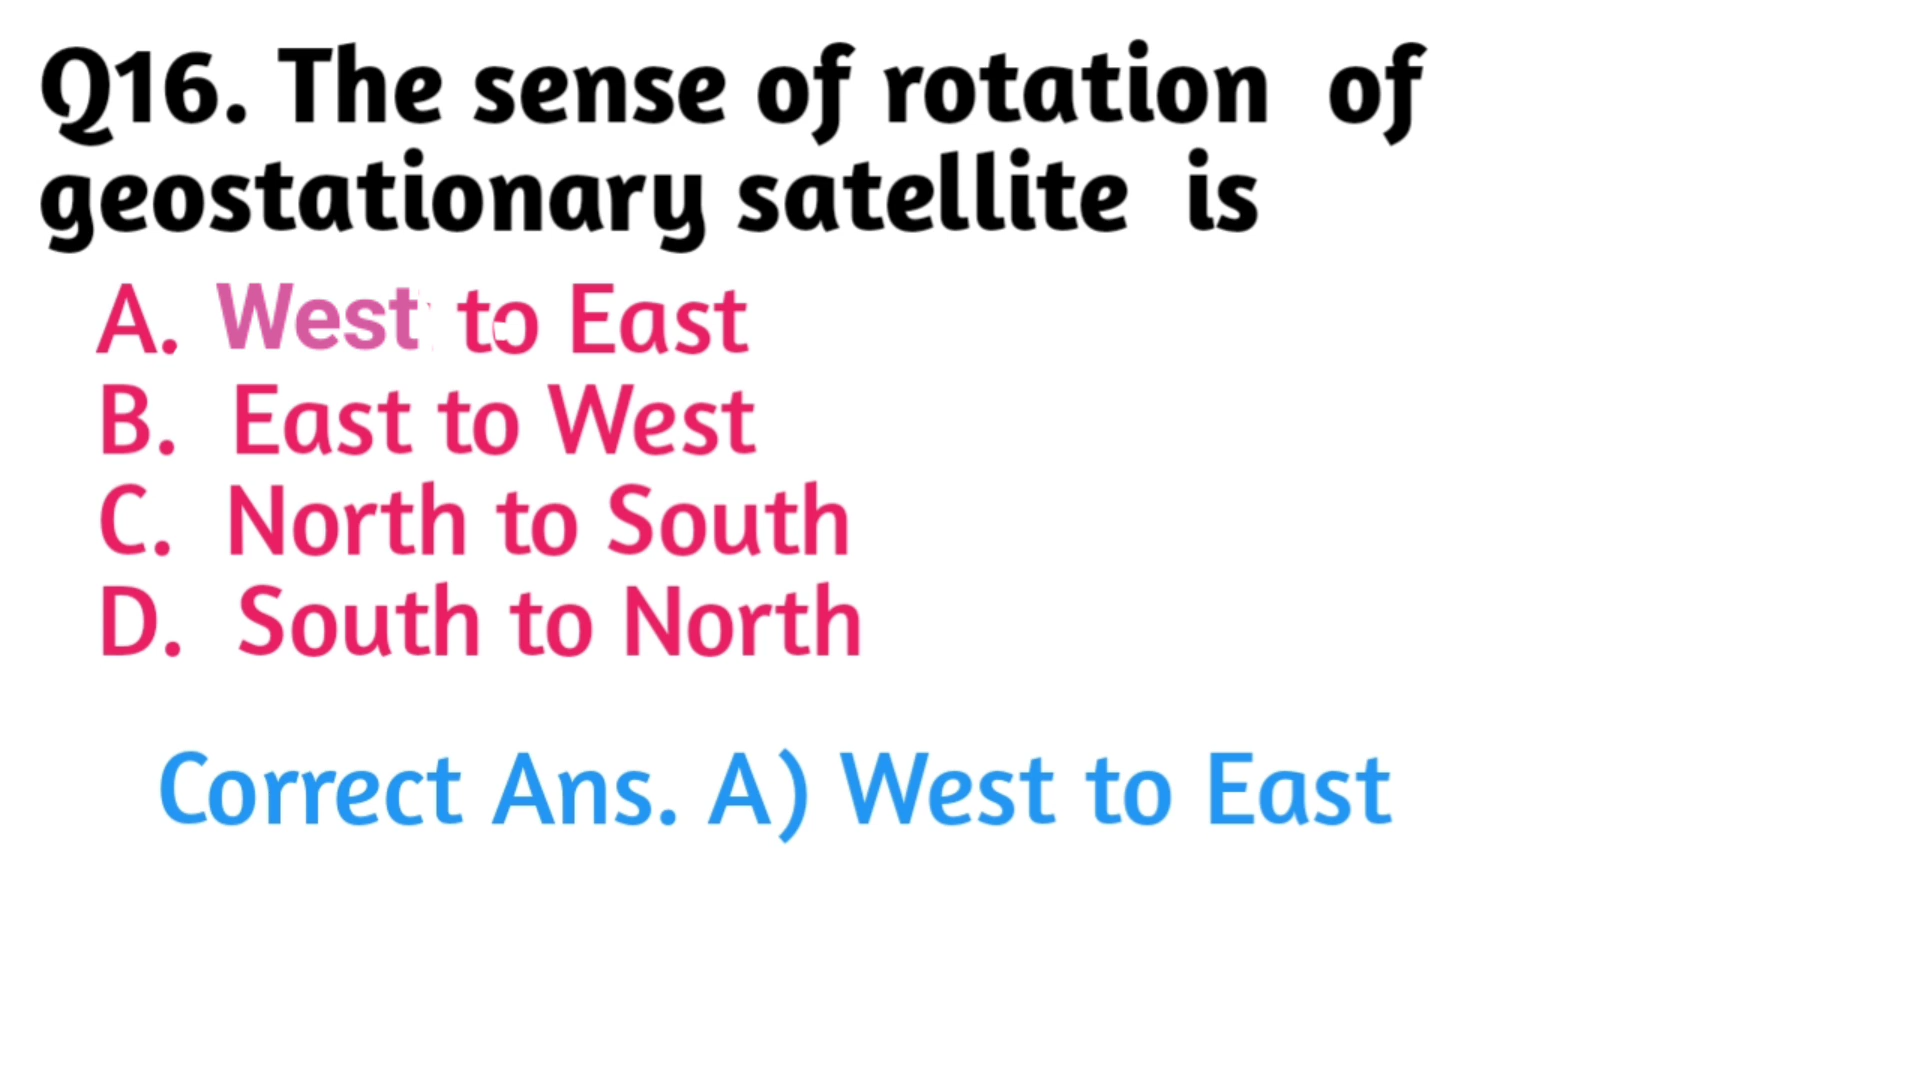 Q16. The sense of rotation of
geostationary satellite is
A. West to East
B. East to West
C. North to South
D. South to North
Correct Ans. A) West to East